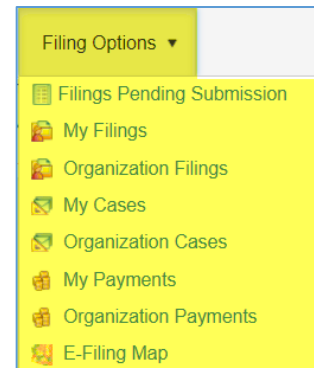 Filing Options ▼
Filings Pending Submission
My Filings
Organization Filings
My Cases
Organization Cases
My Payments
Organization Payments
E-Filing Map